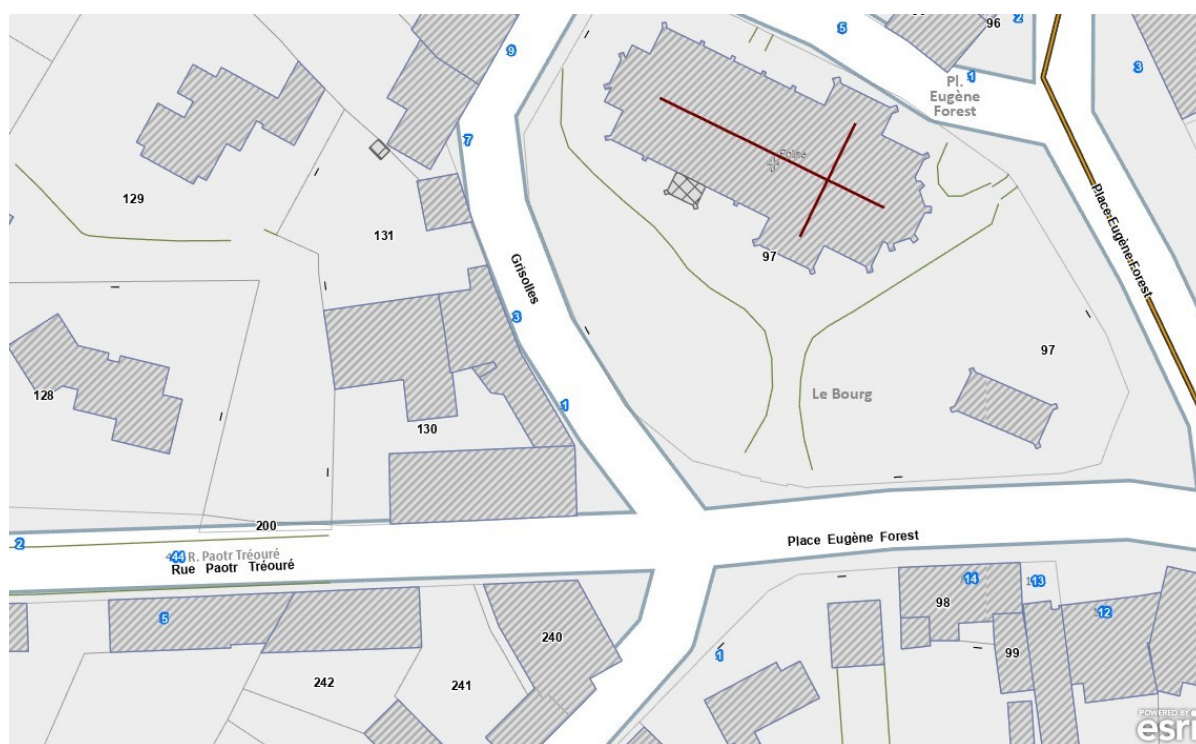 96
2
5
9
1
3
Pl.
Eugène
Forest
7
Eglise
129
131
Place Eugène Forest
97
Grisolles
3
97
128
Le Bourg
1
130
200
2
44 R. Paotr Tréouré
Rue Paotr Tréouré
Place Eugène Forest
14
13
5
98
12
240
1
99
242
241
POWERED BY
esri